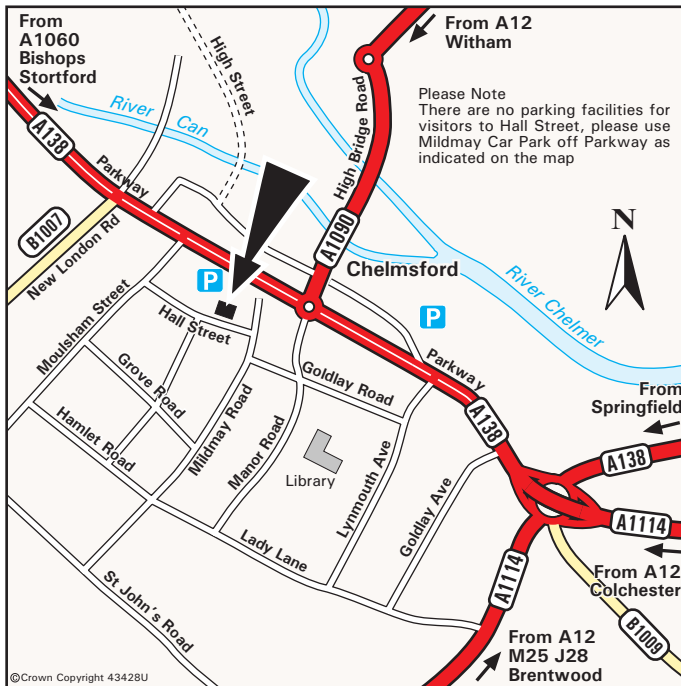 From
A1060
Bishops
Stortford
High Street
From A12
Witham
Please Note
There are no parking facilities for
visitors to Hall Street, please use
Mildmay Car Park off Parkway as
indicated on the map
River
Can
A138
Parkway
High Bridge Road
A1090
N
B1007
New London Rd
Chelmsford
River Chelmer
P
P
Hall Street
Moulsham Street
Parkway
Goldlay Road
Grove Road
From
Springfield
Hamlet Road
Mildmay Road
Manor Road
A138
A138
Library
Lynmouth Ave
Goldlay Ave
A1114
Lady Lane
From A12
Colchester
A1114
St John's Road
B1009
From A12
M25 J28
Brentwood
©Crown Copyright 43428U